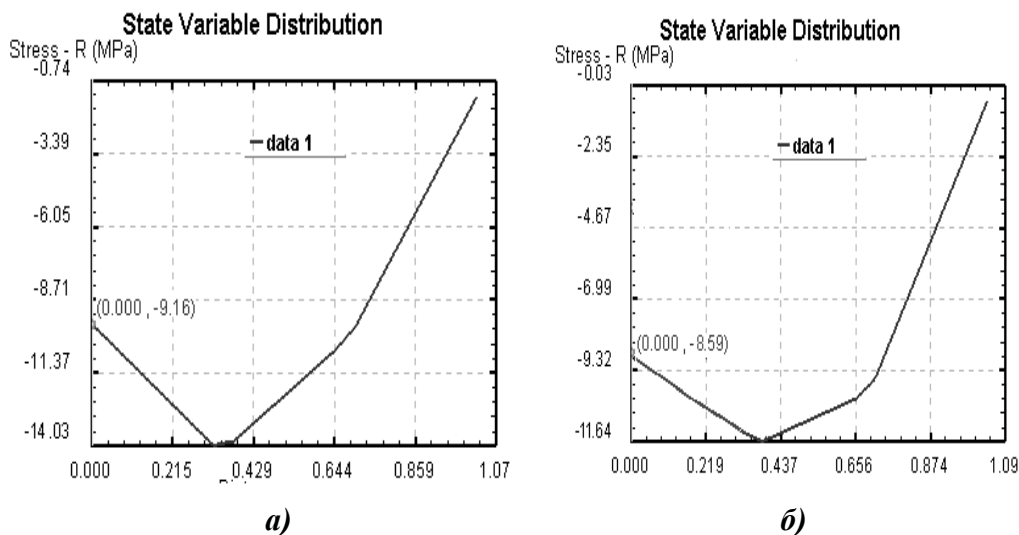 State Variable Distribution
Stress - R (MPa)
-0.74
-3.39
-6.05
-8.71
-11.37
-14.03
data 1
(0.000 , -9.16)
0.000 0.215 0.429 0.644 0.859 1.07
а)
State Variable Distribution
Stress - R (MPa)
-0.03
-2.35
-4.67
-6.99
-9.32
-11.64
data 1
(0.000 , -8.59)
0.000 0.219 0.437 0.656 0.874 1.09
б)